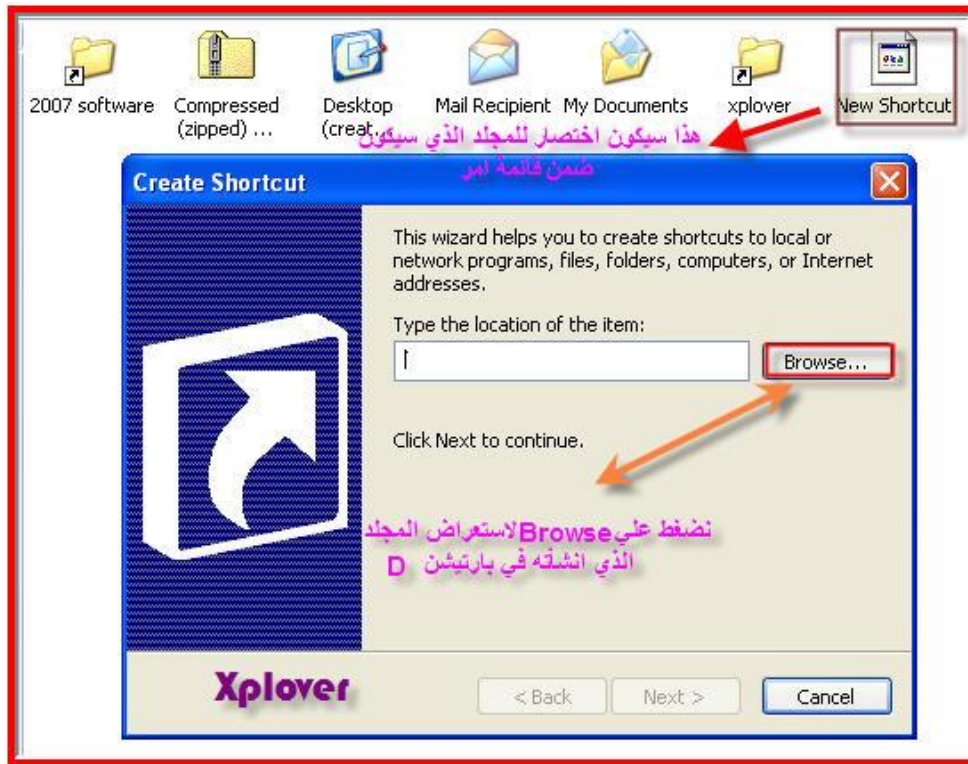 2007 software
Compressed (zipped) ...
Desktop (creat...
Mail Recipient
My Documents
xplover
New Shortcut
هذا سيكون اختصار للمجلد الذي سيكون
ضمن قائمة امر
Create Shortcut
This wizard helps you to create shortcuts to local or
network programs, files, folders, computers, or Internet
addresses.
Type the location of the item:
Browse...
Click Next to continue.
نضغط علي Browse لاستعراض المجلد
الذي انشأته في بارتيشن D
Xplover
< Back
Next >
Cancel